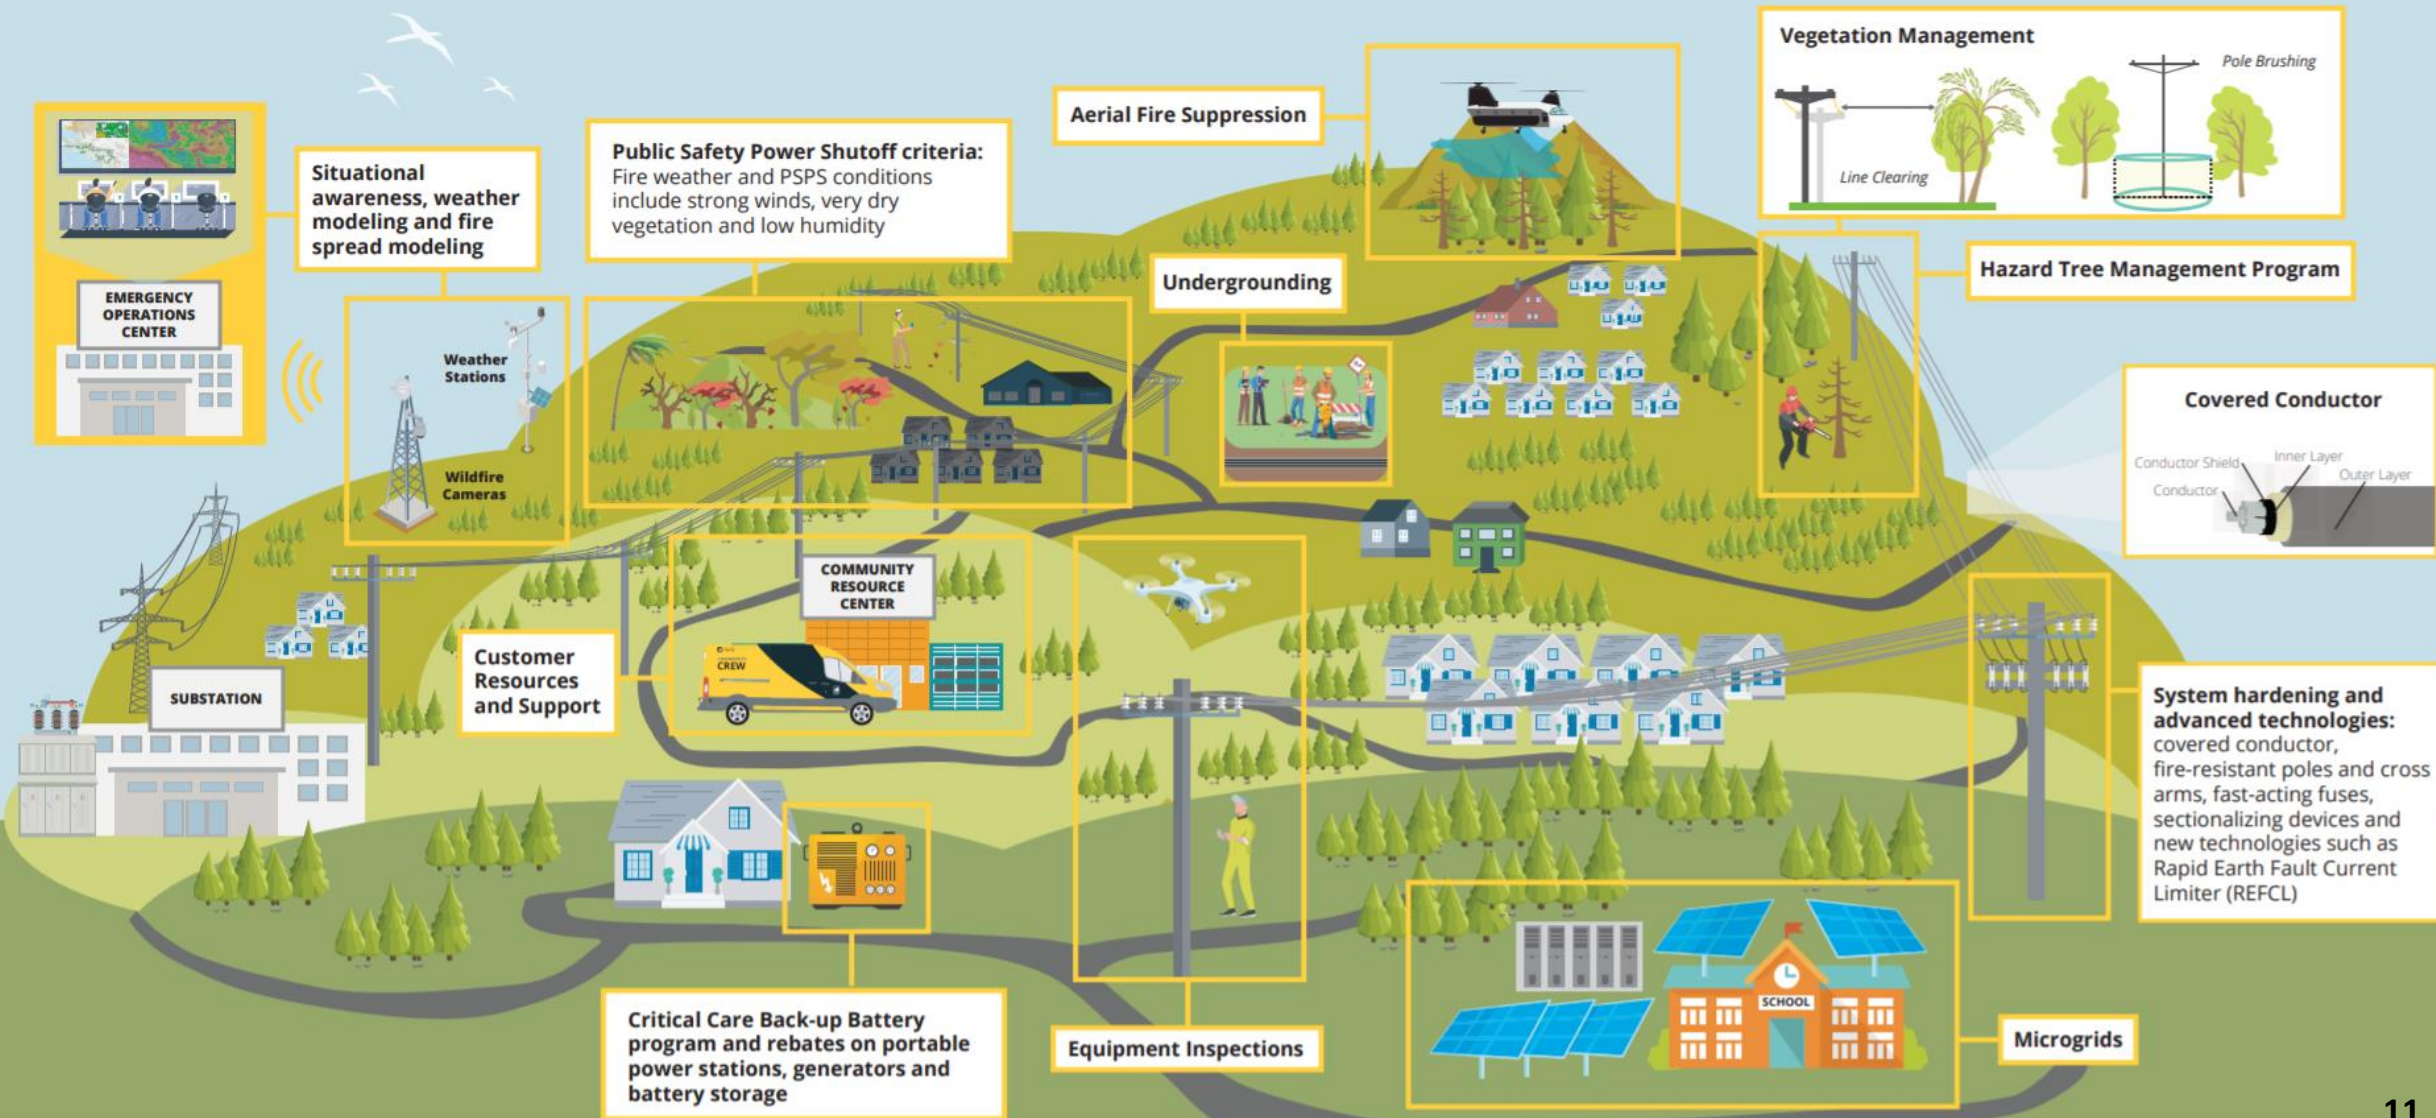 EMERGENCY
OPERATIONS
CENTER
Situational
awareness, weather
modeling and fire
spread modeling
Weather
Stations
Wildfire
Cameras
Public Safety Power Shutoff criteria:
Fire weather and PSPS conditions
include strong winds, very dry
vegetation and low humidity
Aerial Fire Suppression
Undergrounding
Vegetation Management
Pole Brushing
Line Clearing
Hazard Tree Management Program
Covered Conductor
Conductor Shield
Inner Layer
Outer Layer
Conductor
SUBSTATION
Customer
Resources
and Support
COMMUNITY
RESOURCE
CENTER
CREW
System hardening and
advanced technologies:
covered conductor,
fire-resistant poles and cross
arms, fast-acting fuses,
sectionalizing devices and
new technologies such as
Rapid Earth Fault Current
Limiter (REFCL)
Critical Care Back-up Battery
program and rebates on portable
power stations, generators and
battery storage
Equipment Inspections
SCHOOL
Microgrids
11